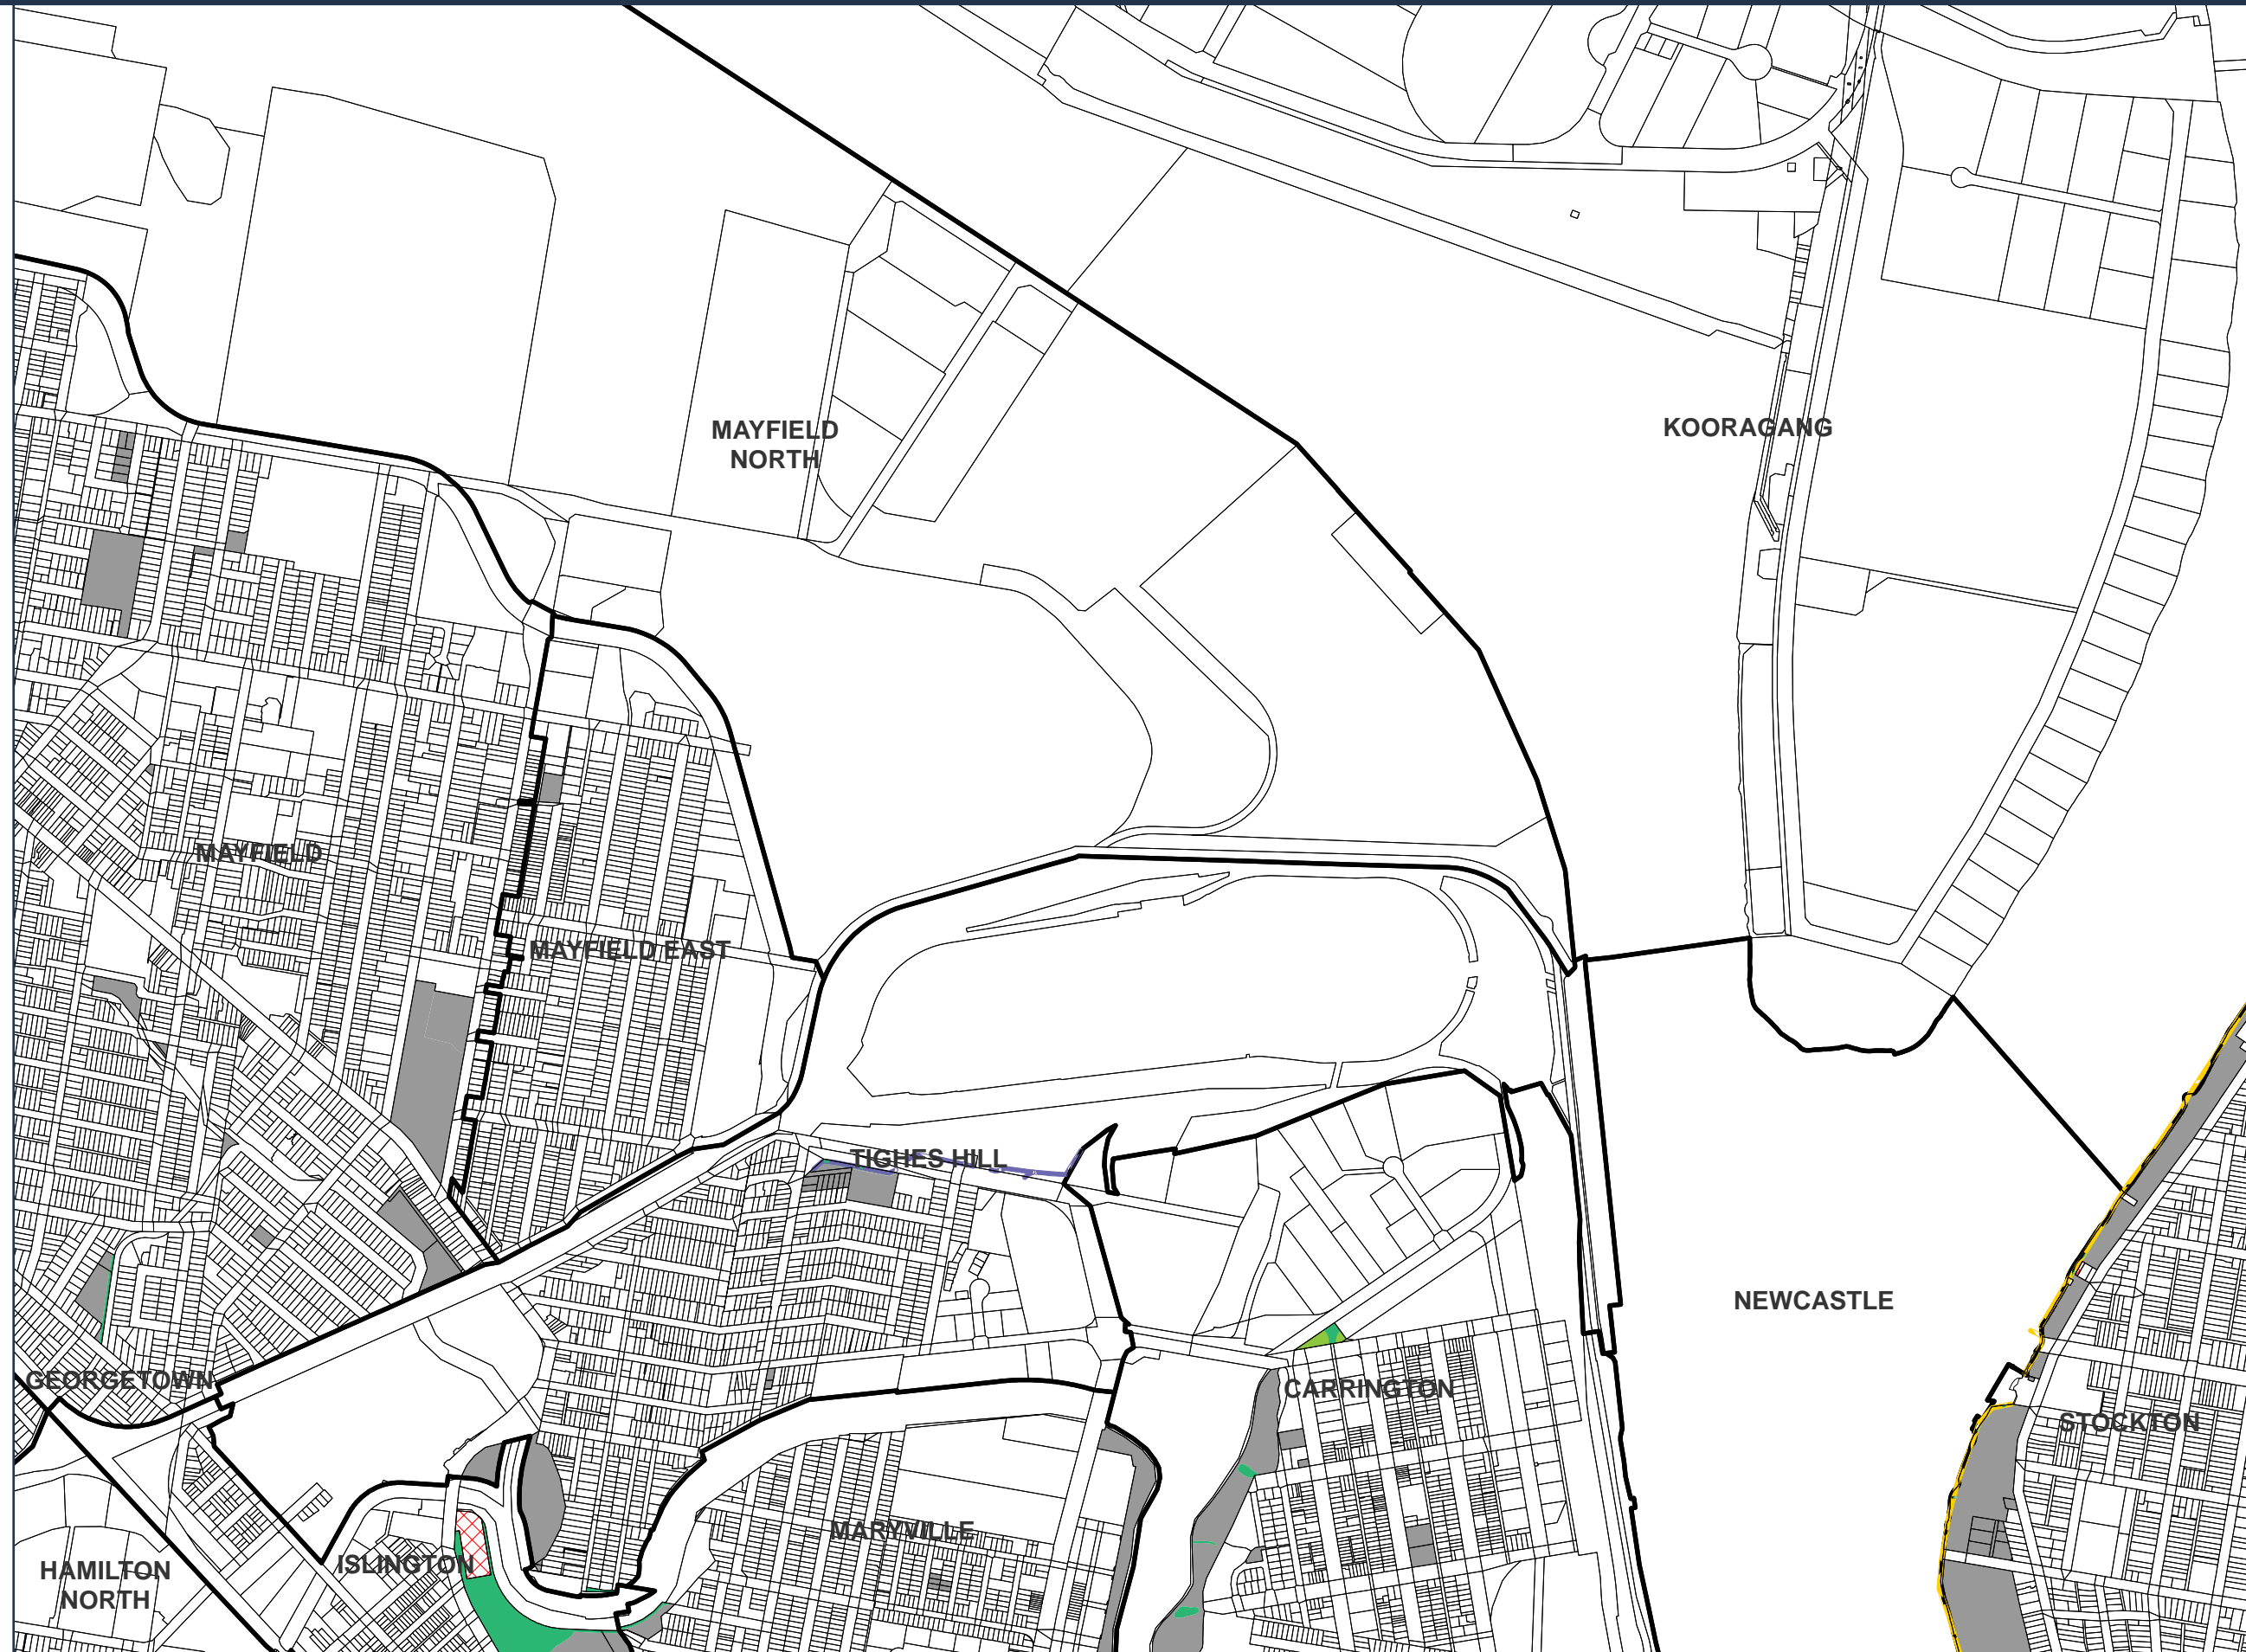 MAYFIELD
NORTH
KOORAGANG
MAYFIELD
MAYFIELD EAST
TIGHES HILL
NEWCASTLE
GEORGETOWN
CARRINGTON
STOCKTON
MARYVILLE
ISLINGTON
HAMILTON
NORTH